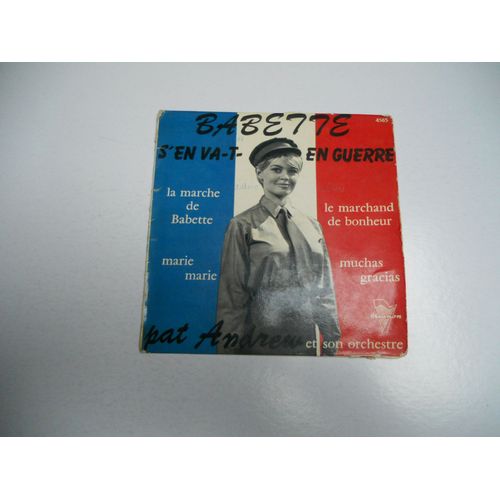 4565
BABETTE
S'EN VA-T- EN GUERRE
la marche
de
Babette
le marchand
de bonheur
marie
marie
muchas
gracias
pat Andrew et son orchestre